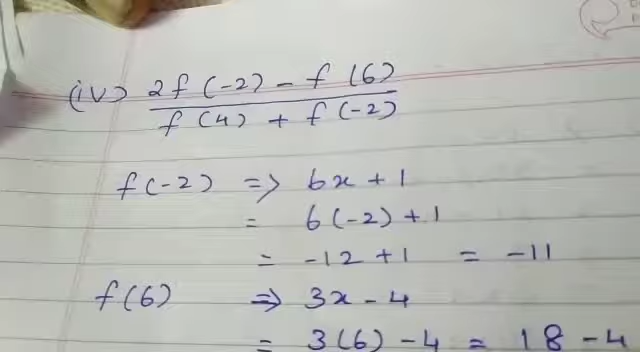 (iv) 2f(-2) - f(6)
f(4) + f(-2)
f(-2) => 6x + 1
= 6(-2) + 1
= -12 + 1 = -11
f(6) => 3x - 4
= 3(6) - 4 = 18 - 4